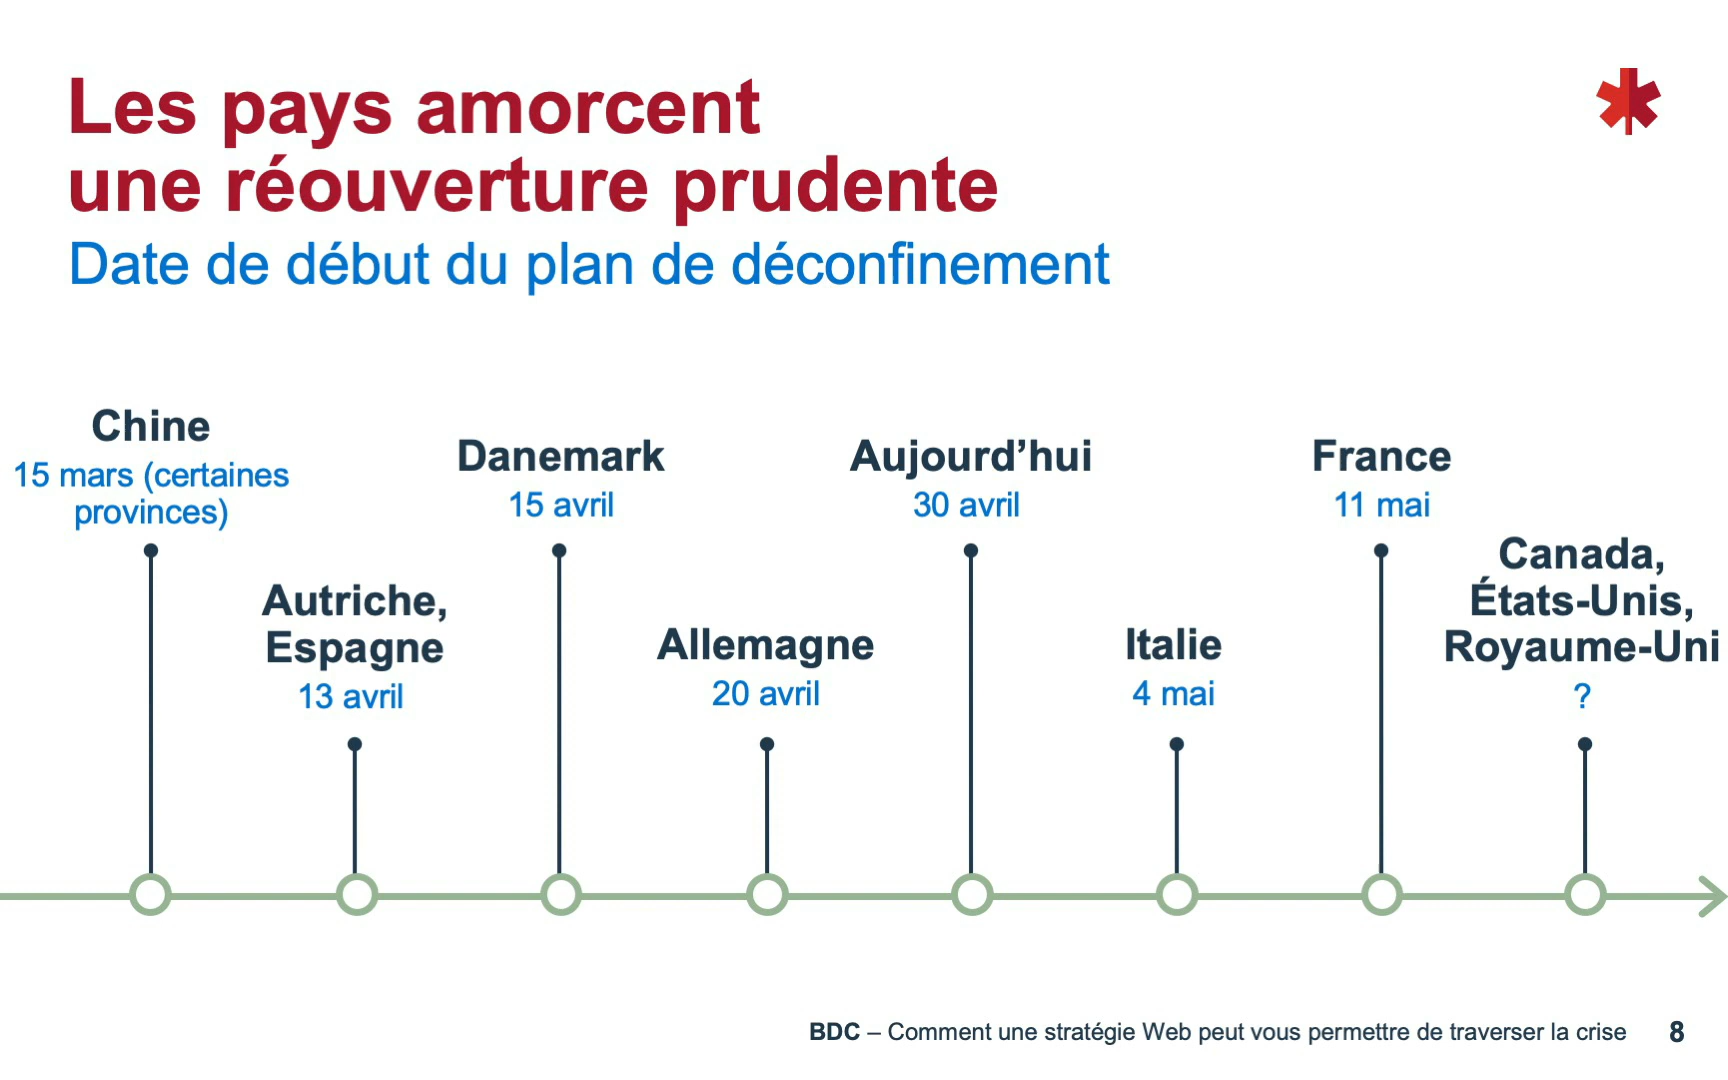 Les pays amorcent
une réouverture prudente
Date de début du plan de déconfinement
Chine
15 mars (certaines
provinces)
Autriche,
Espagne
13 avril
Danemark
15 avril
Allemagne
20 avril
Aujourd’hui
30 avril
Italie
4 mai
France
11 mai
Canada,
États-Unis,
Royaume-Uni
?
BDC – Comment une stratégie Web peut vous permettre de traverser la crise 8